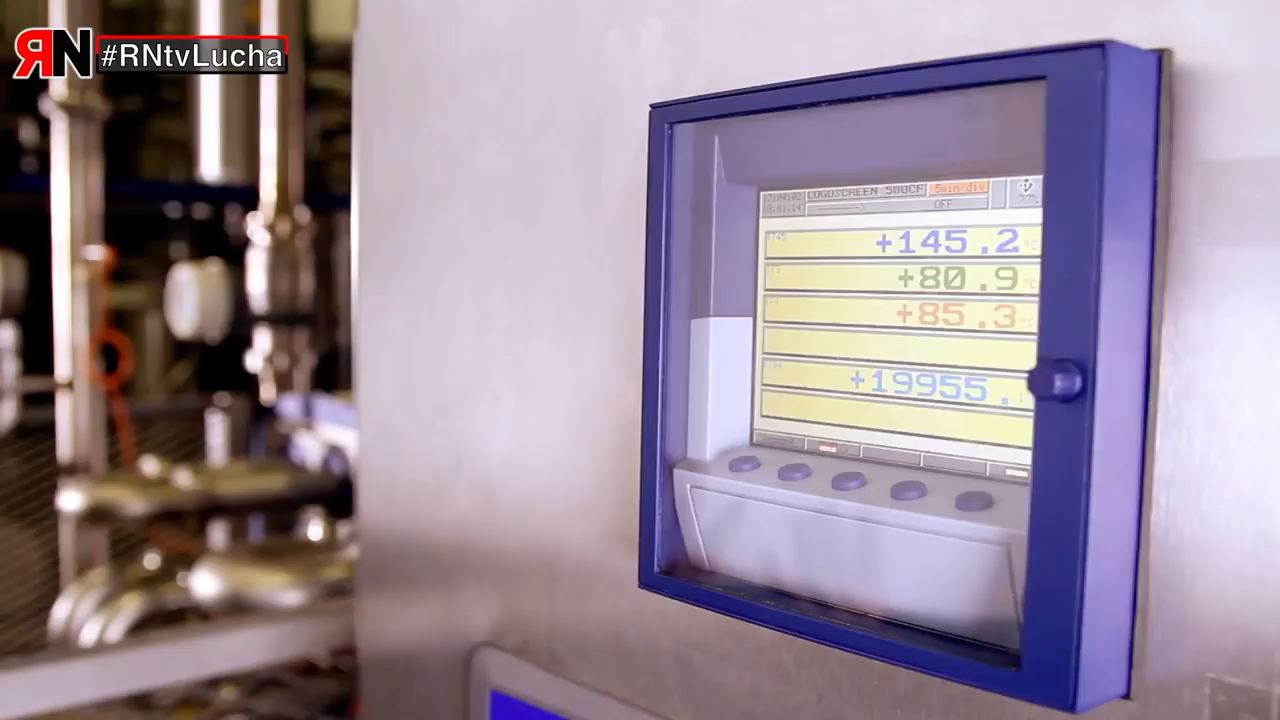 RN #RNtvLucha
LOGOSCREEN 500CF 5min/div
OFF
+145.2 °C
+80.9 °C
+85.3 °C
+19955.